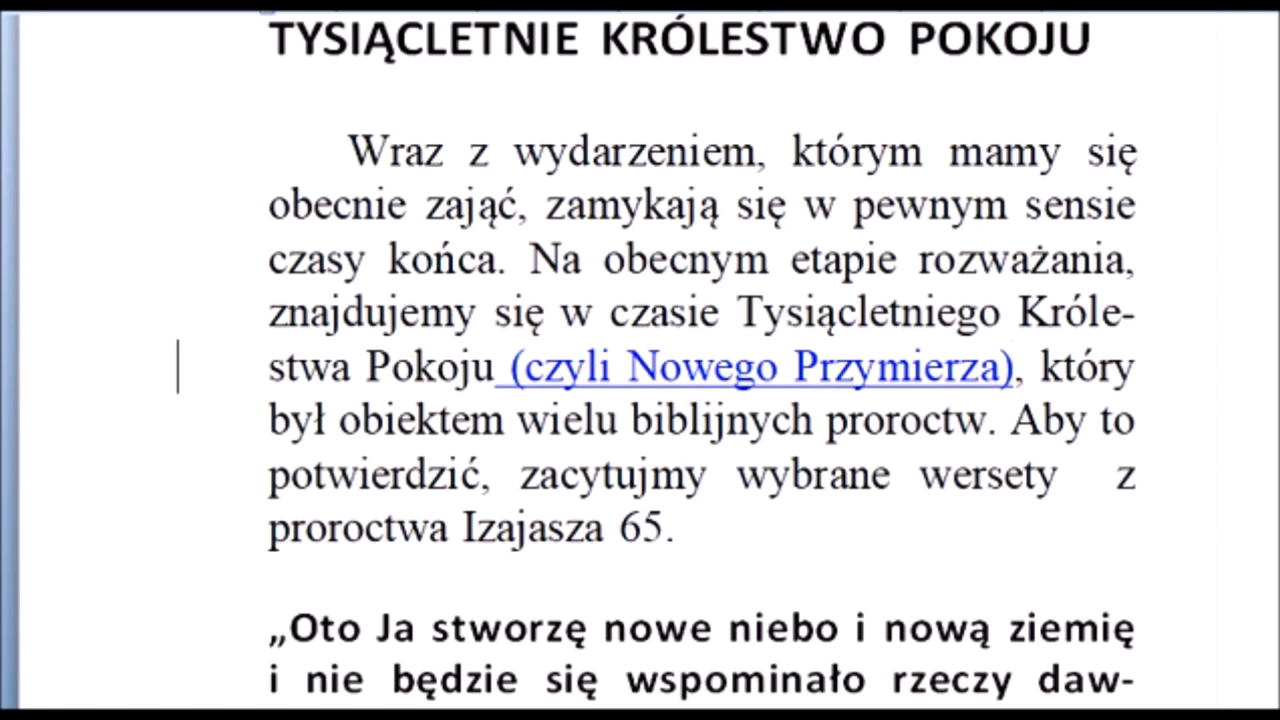 TYSIĄCLETNIE KRÓLESTWO POKOJU
Wraz z wydarzeniem, którym mamy się
obecnie zająć, zamykają się w pewnym sensie
czasy końca. Na obecnym etapie rozważania,
znajdujemy się w czasie Tysiącletniego Króle-
stwa Pokoju (czyli Nowego Przymierza), który
był obiektem wielu biblijnych proroctw. Aby to
potwierdzić, zacytujmy wybrane wersety z
proroctwa Izajasza 65.
„Oto Ja stworzę nowe niebo i nową ziemię
i nie będzie się wspominało rzeczy daw-